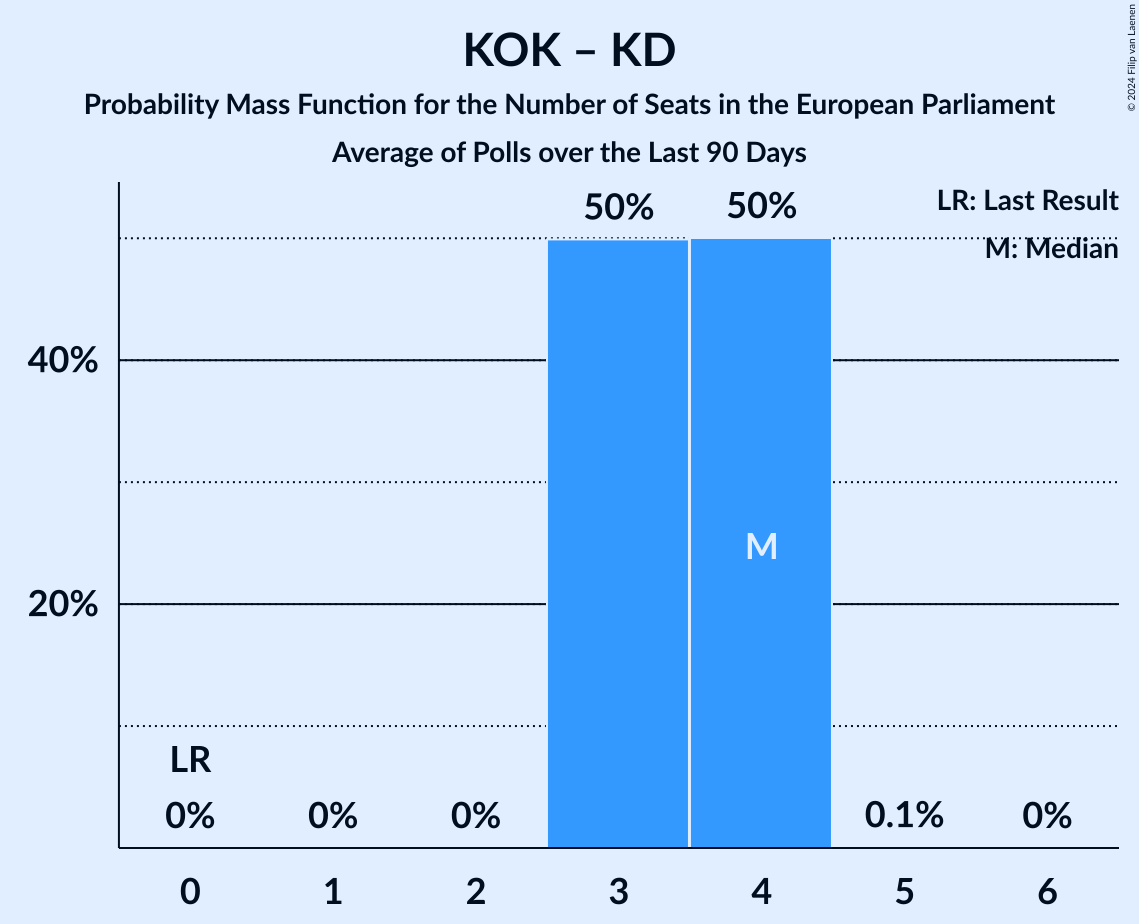 KOK – KD
Probability Mass Function for the Number of Seats in the European Parliament
Average of Polls over the Last 90 Days
© 2024 Filip van Laenen
LR: Last Result
M: Median
50% 50%
40%
M
20%
LR
0% 0% 0% 0.1% 0%
0 1 2 3 4 5 6